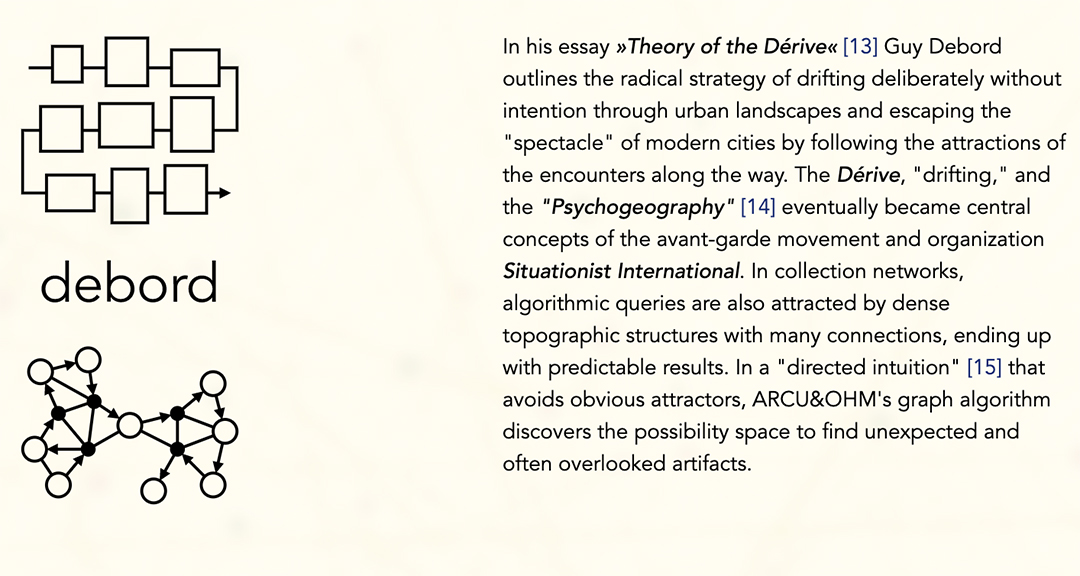 debord
In his essay »Theory of the Dérive« [13] Guy Debord
outlines the radical strategy of drifting deliberately without
intention through urban landscapes and escaping the
"spectacle" of modern cities by following the attractions of
the encounters along the way. The Dérive, "drifting," and
the "Psychogeography" [14] eventually became central
concepts of the avant-garde movement and organization
Situationist International. In collection networks,
algorithmic queries are also attracted by dense
topographic structures with many connections, ending up
with predictable results. In a "directed intuition" [15] that
avoids obvious attractors, ARCU&OHM's graph algorithm
discovers the possibility space to find unexpected and
often overlooked artifacts.